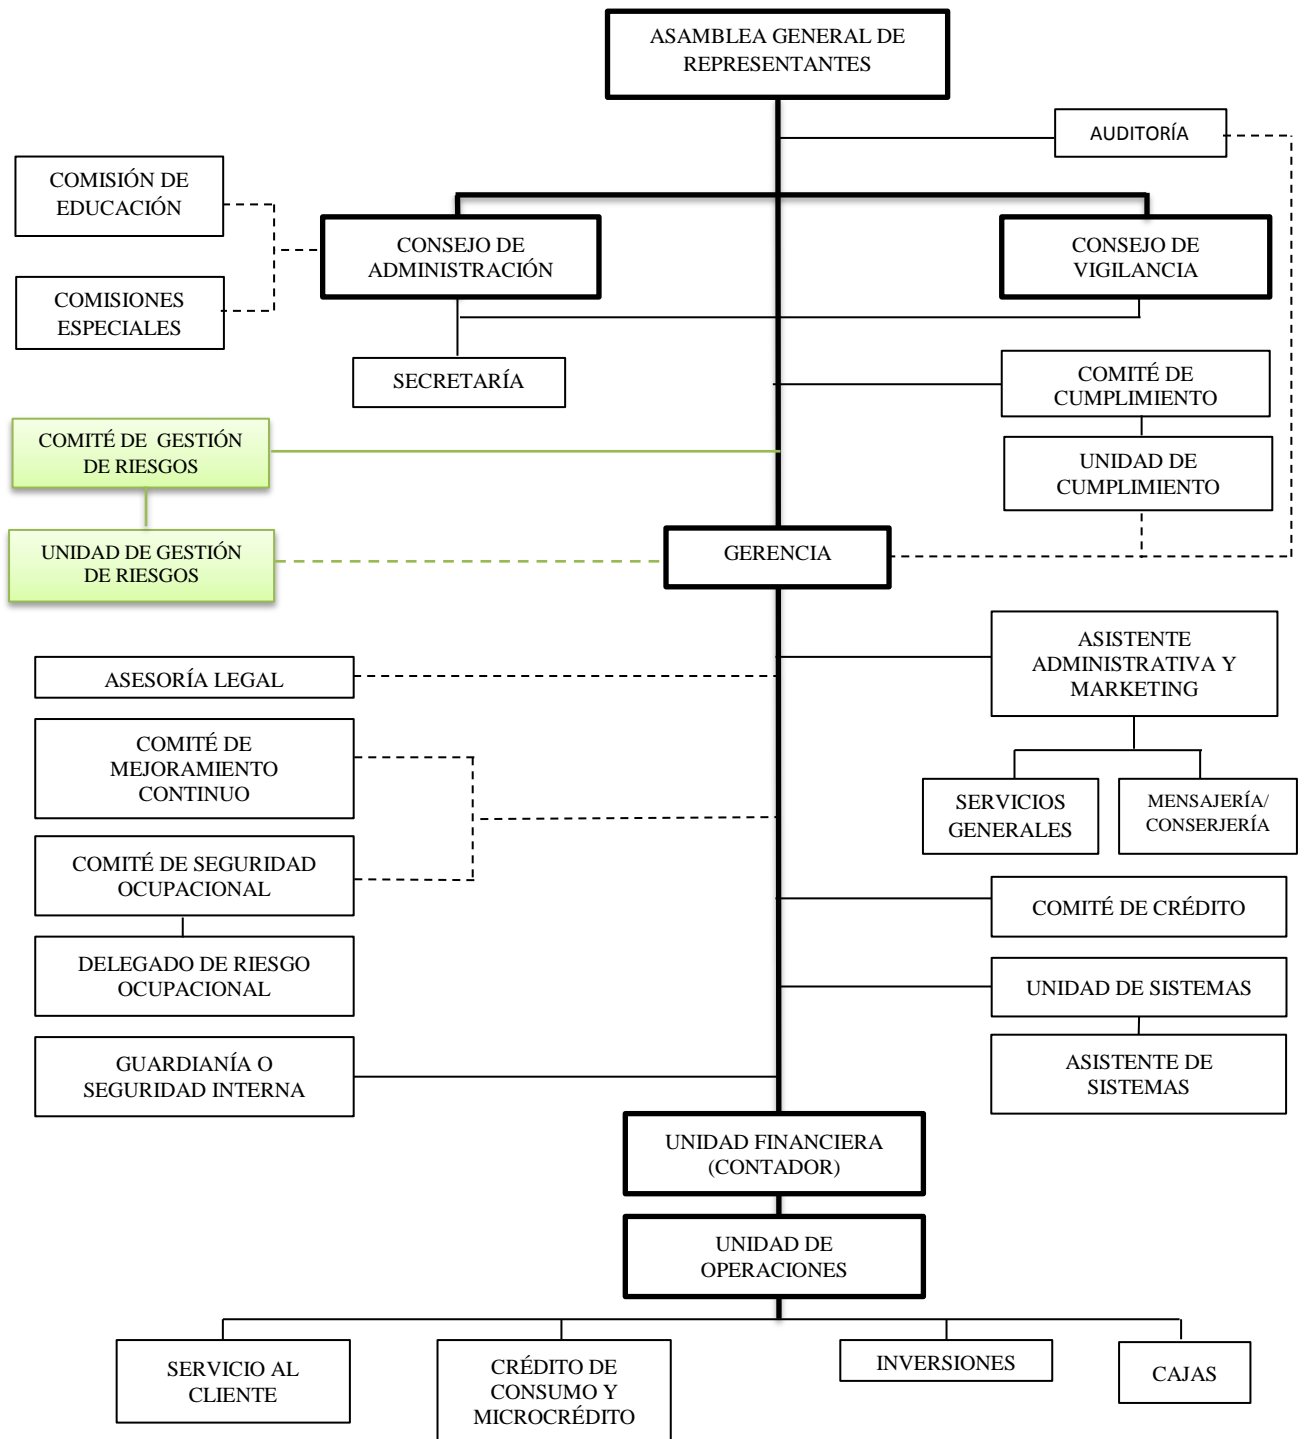 ASAMBLEA GENERAL DE
REPRESENTANTES
AUDITORÍA
COMISIÓN DE
EDUCACIÓN
CONSEJO DE
ADMINISTRACIÓN
CONSEJO DE
VIGILANCIA
COMISIONES
ESPECIALES
SECRETARÍA
COMITÉ DE
CUMPLIMIENTO
COMITÉ DE GESTIÓN
DE RIESGOS
UNIDAD DE
CUMPLIMIENTO
UNIDAD DE GESTIÓN
DE RIESGOS
GERENCIA
ASESORÍA LEGAL
ASISTENTE
ADMINISTRATIVA Y
MARKETING
COMITÉ DE
MEJORAMIENTO
CONTINUO
SERVICIOS
GENERALES
MENSAJERÍA/
CONSERJERÍA
COMITÉ DE SEGURIDAD
OCUPACIONAL
COMITÉ DE CRÉDITO
DELEGADO DE RIESGO
OCUPACIONAL
UNIDAD DE SISTEMAS
GUARDIANÍA O
SEGURIDAD INTERNA
ASISTENTE DE
SISTEMAS
UNIDAD FINANCIERA
(CONTADOR)
UNIDAD DE
OPERACIONES
SERVICIO AL
CLIENTE
CRÉDITO DE
CONSUMO Y
MICROCRÉDITO
INVERSIONES
CAJAS